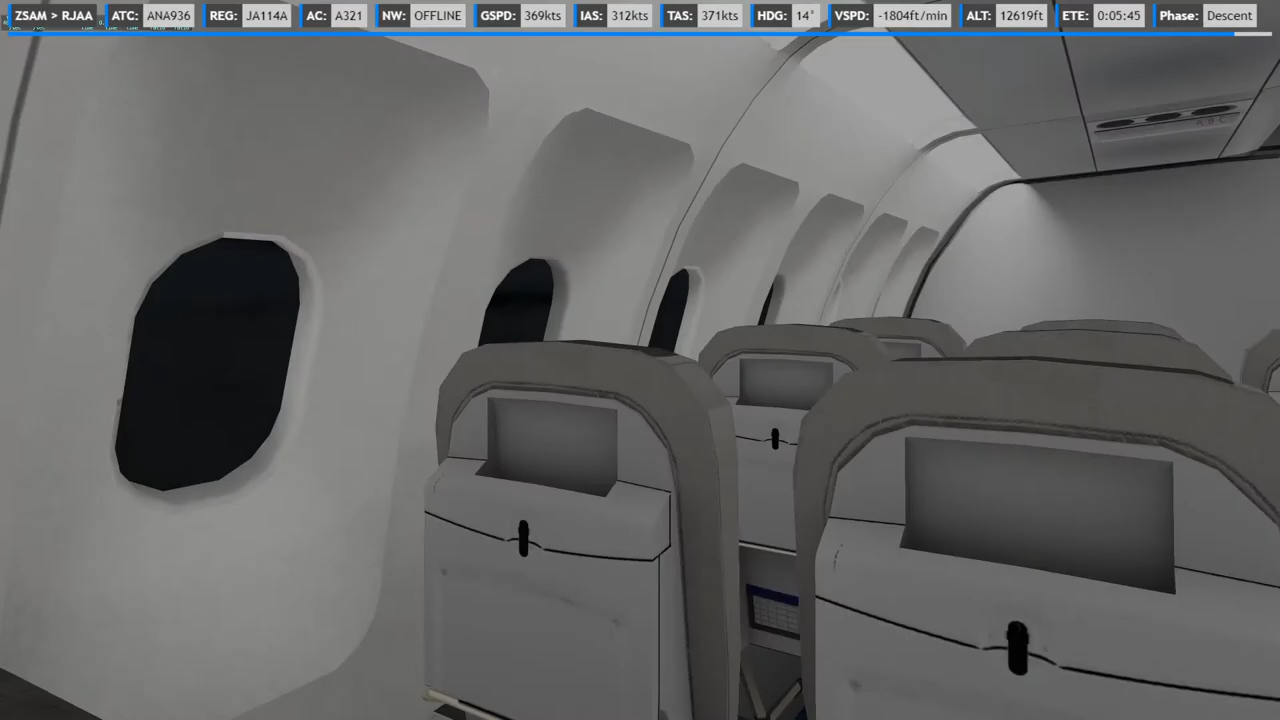 ZSAM > RJAA ATC: ANA936 REG: JA114A AC: A321 NW: OFFLINE GSPD: 369kts IAS: 312kts TAS: 371kts HDG: 14° VSPD: -1804ft/min ALT: 12619ft ETE: 0:05:45 Phase: Descent
A B C